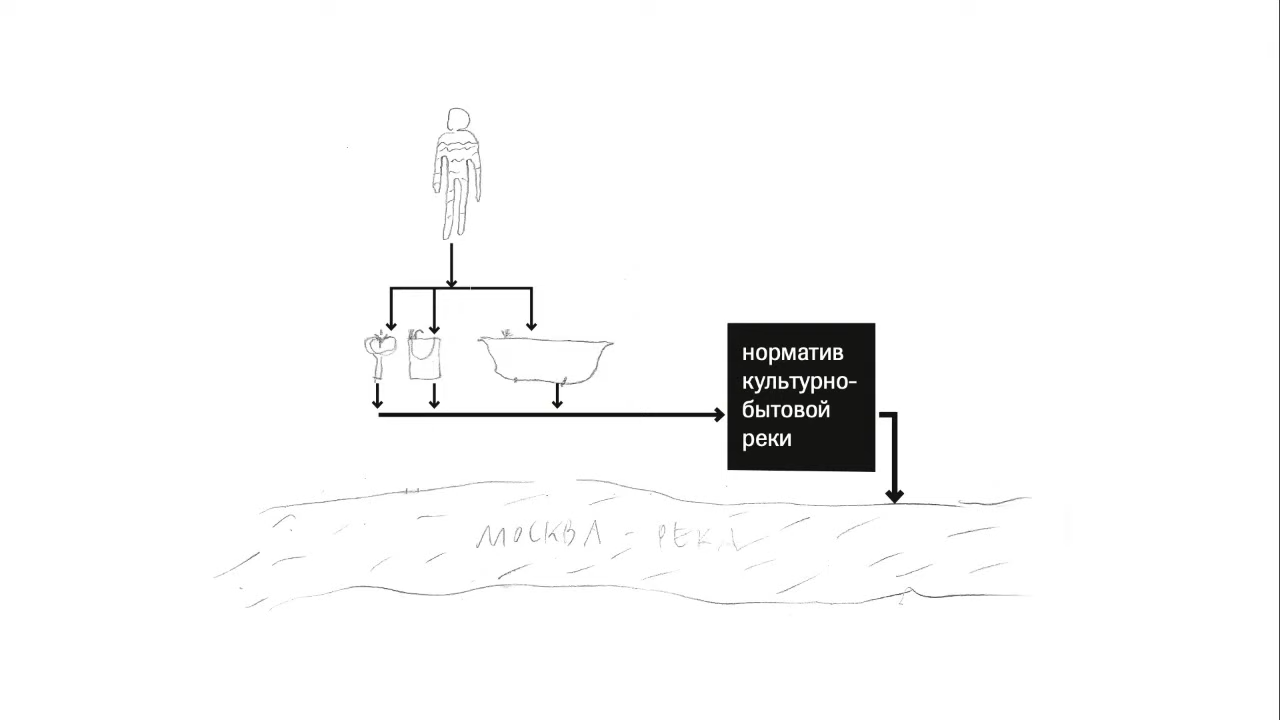 норматив
культурно-
бытовой
реки
МОСКВА - РЕКА